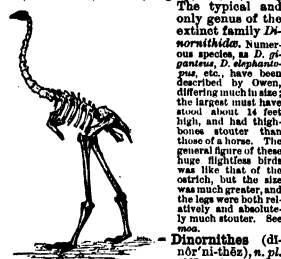 The typical and
only genus of the
extinct family Di-
nornithidæ. Numer-
ous species, as D. gi-
ganteus, D. elephanto-
pus, etc., have been
described by Owen,
differing much in size;
the largest must have
stood about 14 feet
high, and had thigh-
bones stouter than
those of a horse. The
general figure of these
huge flightless birds
was like that of the
ostrich, but the size
was much greater, and
the legs were both rel-
atively and absolute-
ly much stouter. See
moa.
Dinornithes (dī-
nôr'ni-thēz), n. pl.